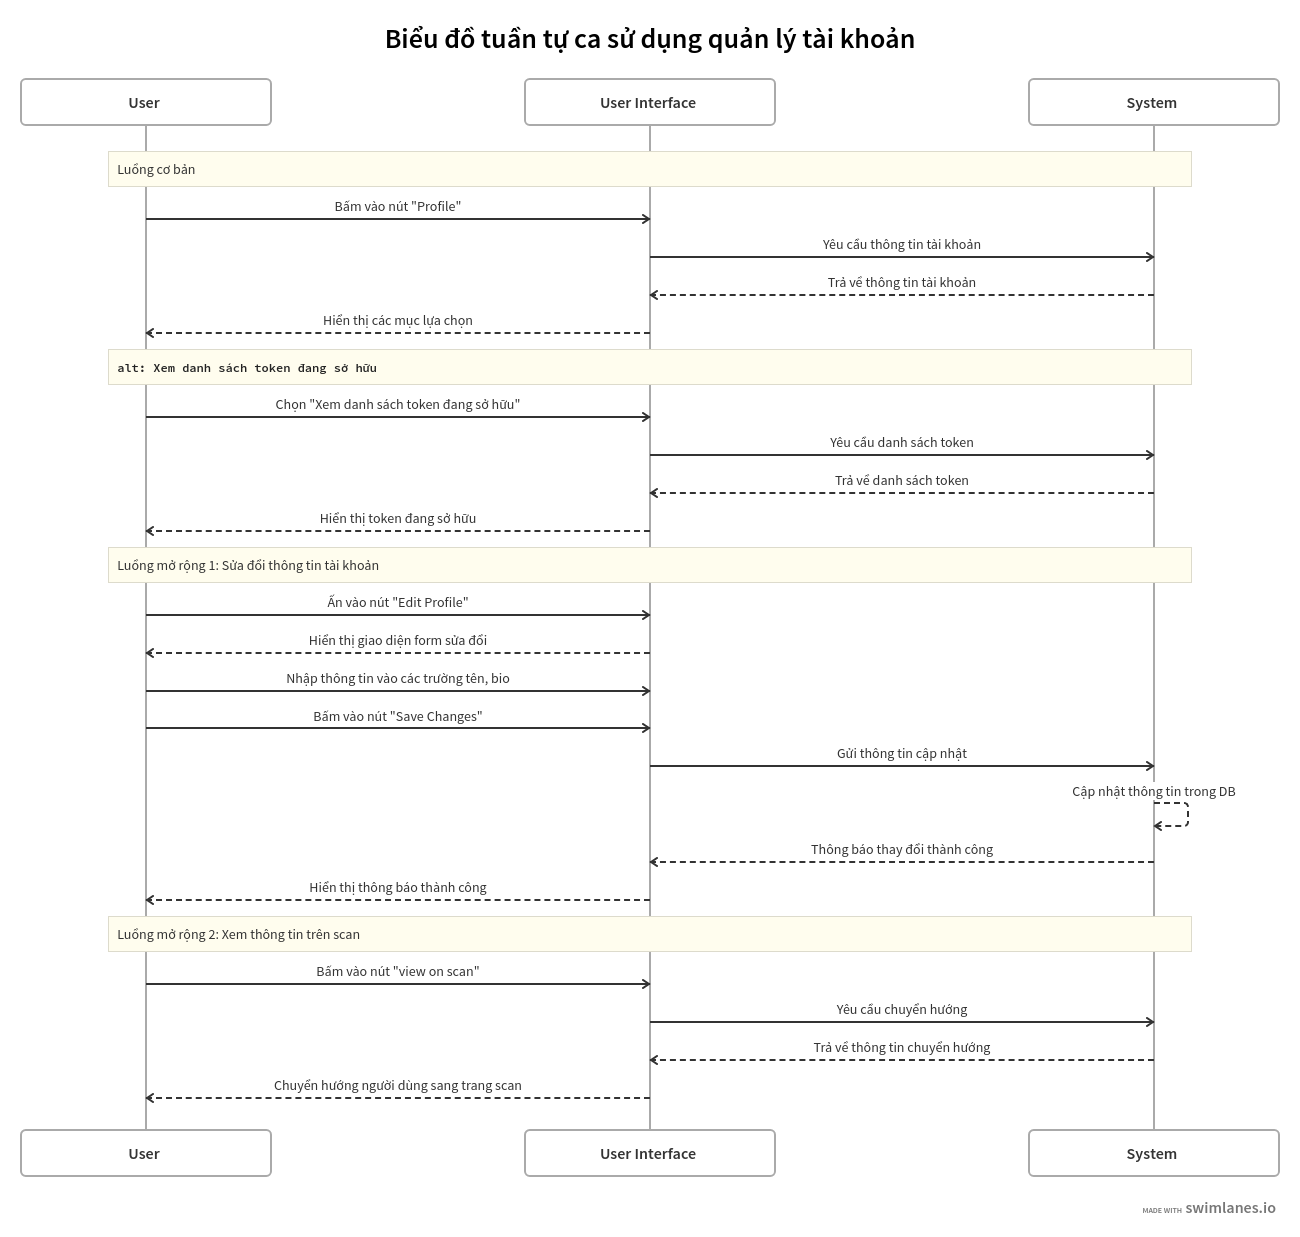 Biểu đồ tuần tự ca sử dụng quản lý tài khoản
User
User Interface
System
Luồng cơ bản
Bấm vào nút "Profile"
Yêu cầu thông tin tài khoản
Trả về thông tin tài khoản
Hiển thị các mục lựa chọn
alt: Xem danh sách token đang sở hữu
Chọn "Xem danh sách token đang sở hữu"
Yêu cầu danh sách token
Trả về danh sách token
Hiển thị token đang sở hữu
Luồng mở rộng 1: Sửa đổi thông tin tài khoản
Ấn vào nút "Edit Profile"
Hiển thị giao diện form sửa đổi
Nhập thông tin vào các trường tên, bio
Bấm vào nút "Save Changes"
Gửi thông tin cập nhật
Cập nhật thông tin trong DB
Thông báo thay đổi thành công
Hiển thị thông báo thành công
Luồng mở rộng 2: Xem thông tin trên scan
Bấm vào nút "view on scan"
Yêu cầu chuyển hướng
Trả về thông tin chuyển hướng
Chuyển hướng người dùng sang trang scan
User
User Interface
System
MADE WITH swimlanes.io